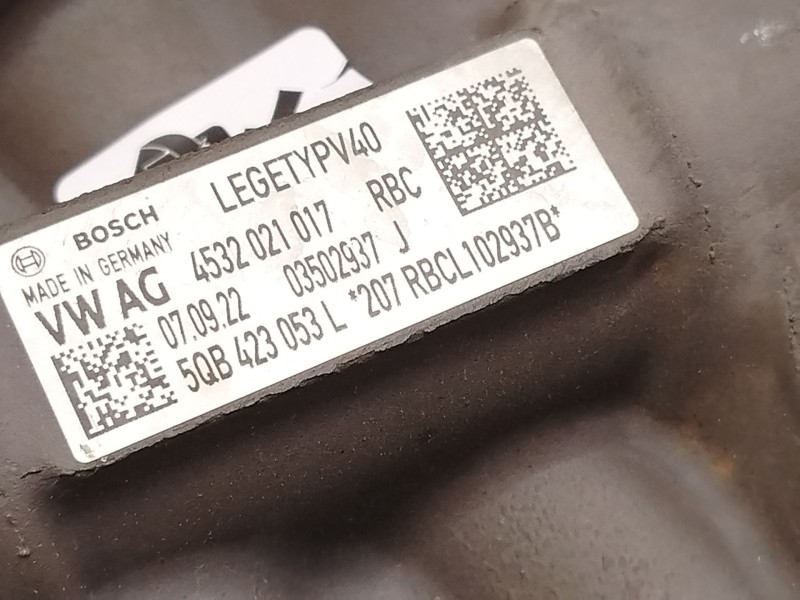 BOSCH LEGETYPV40
MADE IN GERMANY 4532 021 017 RBC
VW AG 07.09.22 03502937 J
5QB 423 053 L *207 RBCL102937B*